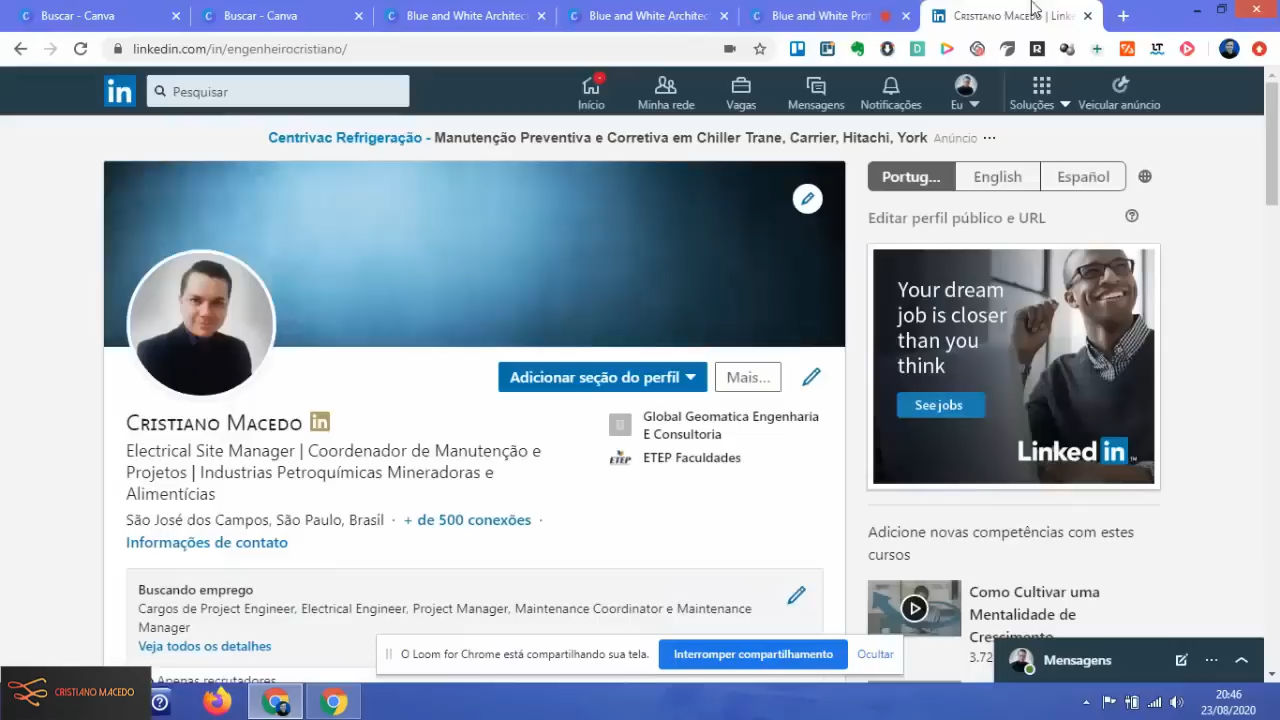 Buscar - Canva
Buscar - Canva
Blue and White Architec
Blue and White Architec
Blue and White Prof
Cristiano Macedo | Linke
linkedin.com/in/engenheirocristiano/
Pesquisar
Início
Minha rede
Vagas
Mensagens
Notificações
Eu
Soluções
Veicular anúncio
Centrivac Refrigeração - Manutenção Preventiva e Corretiva em Chiller Trane, Carrier, Hitachi, York Anúncio ···
Portug...
English
Español
Editar perfil público e URL
Your dream
job is closer
than you
think
See jobs
Linked in
Adicionar seção do perfil
Mais...
Cristiano Macedo in
Electrical Site Manager | Coordenador de Manutenção e
Projetos | Industrias Petroquímicas Mineradoras e
Alimentícias
São José dos Campos, São Paulo, Brasil · + de 500 conexões ·
Informações de contato
Global Geomatica Engenharia
E Consultoria
ETEP
ETEP Faculdades
Buscando emprego
Cargos de Project Engineer, Electrical Engineer, Project Manager, Maintenance Coordinator e Maintenance
Manager
Veja todos os detalhes
Apenas recrutadores
Adicione novas competências com estes
cursos
Como Cultivar uma
Mentalidade de
Crescimento
3.72
O Loom for Chrome está compartilhando sua tela.
Interromper compartilhamento
Ocultar
Mensagens
CRISTIANO MACEDO
20:46
23/08/2020